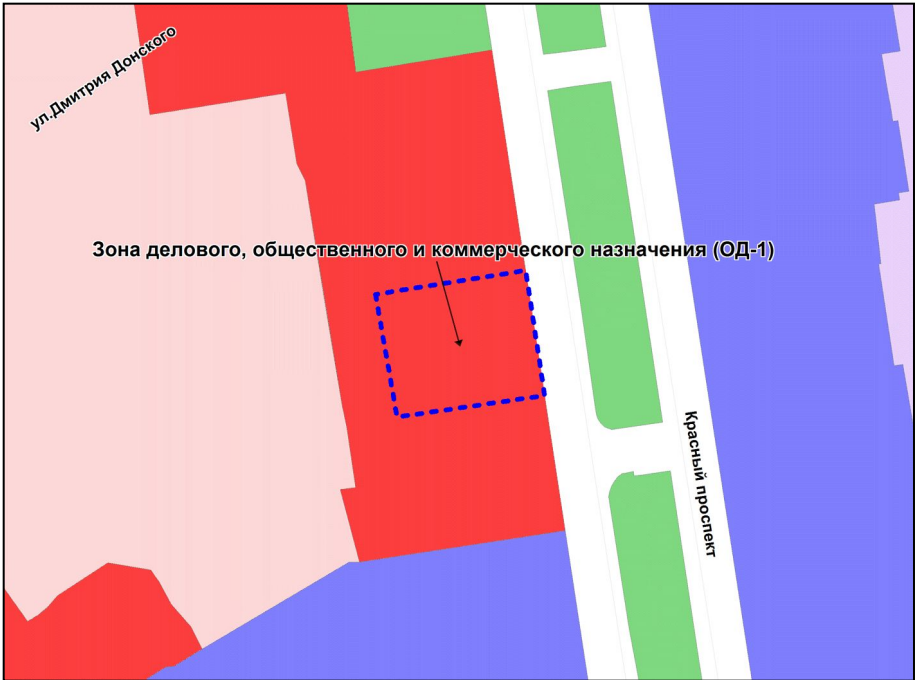 ул.Дмитрия Донского
Зона делового, общественного и коммерческого назначения (ОД-1)
Красный проспект